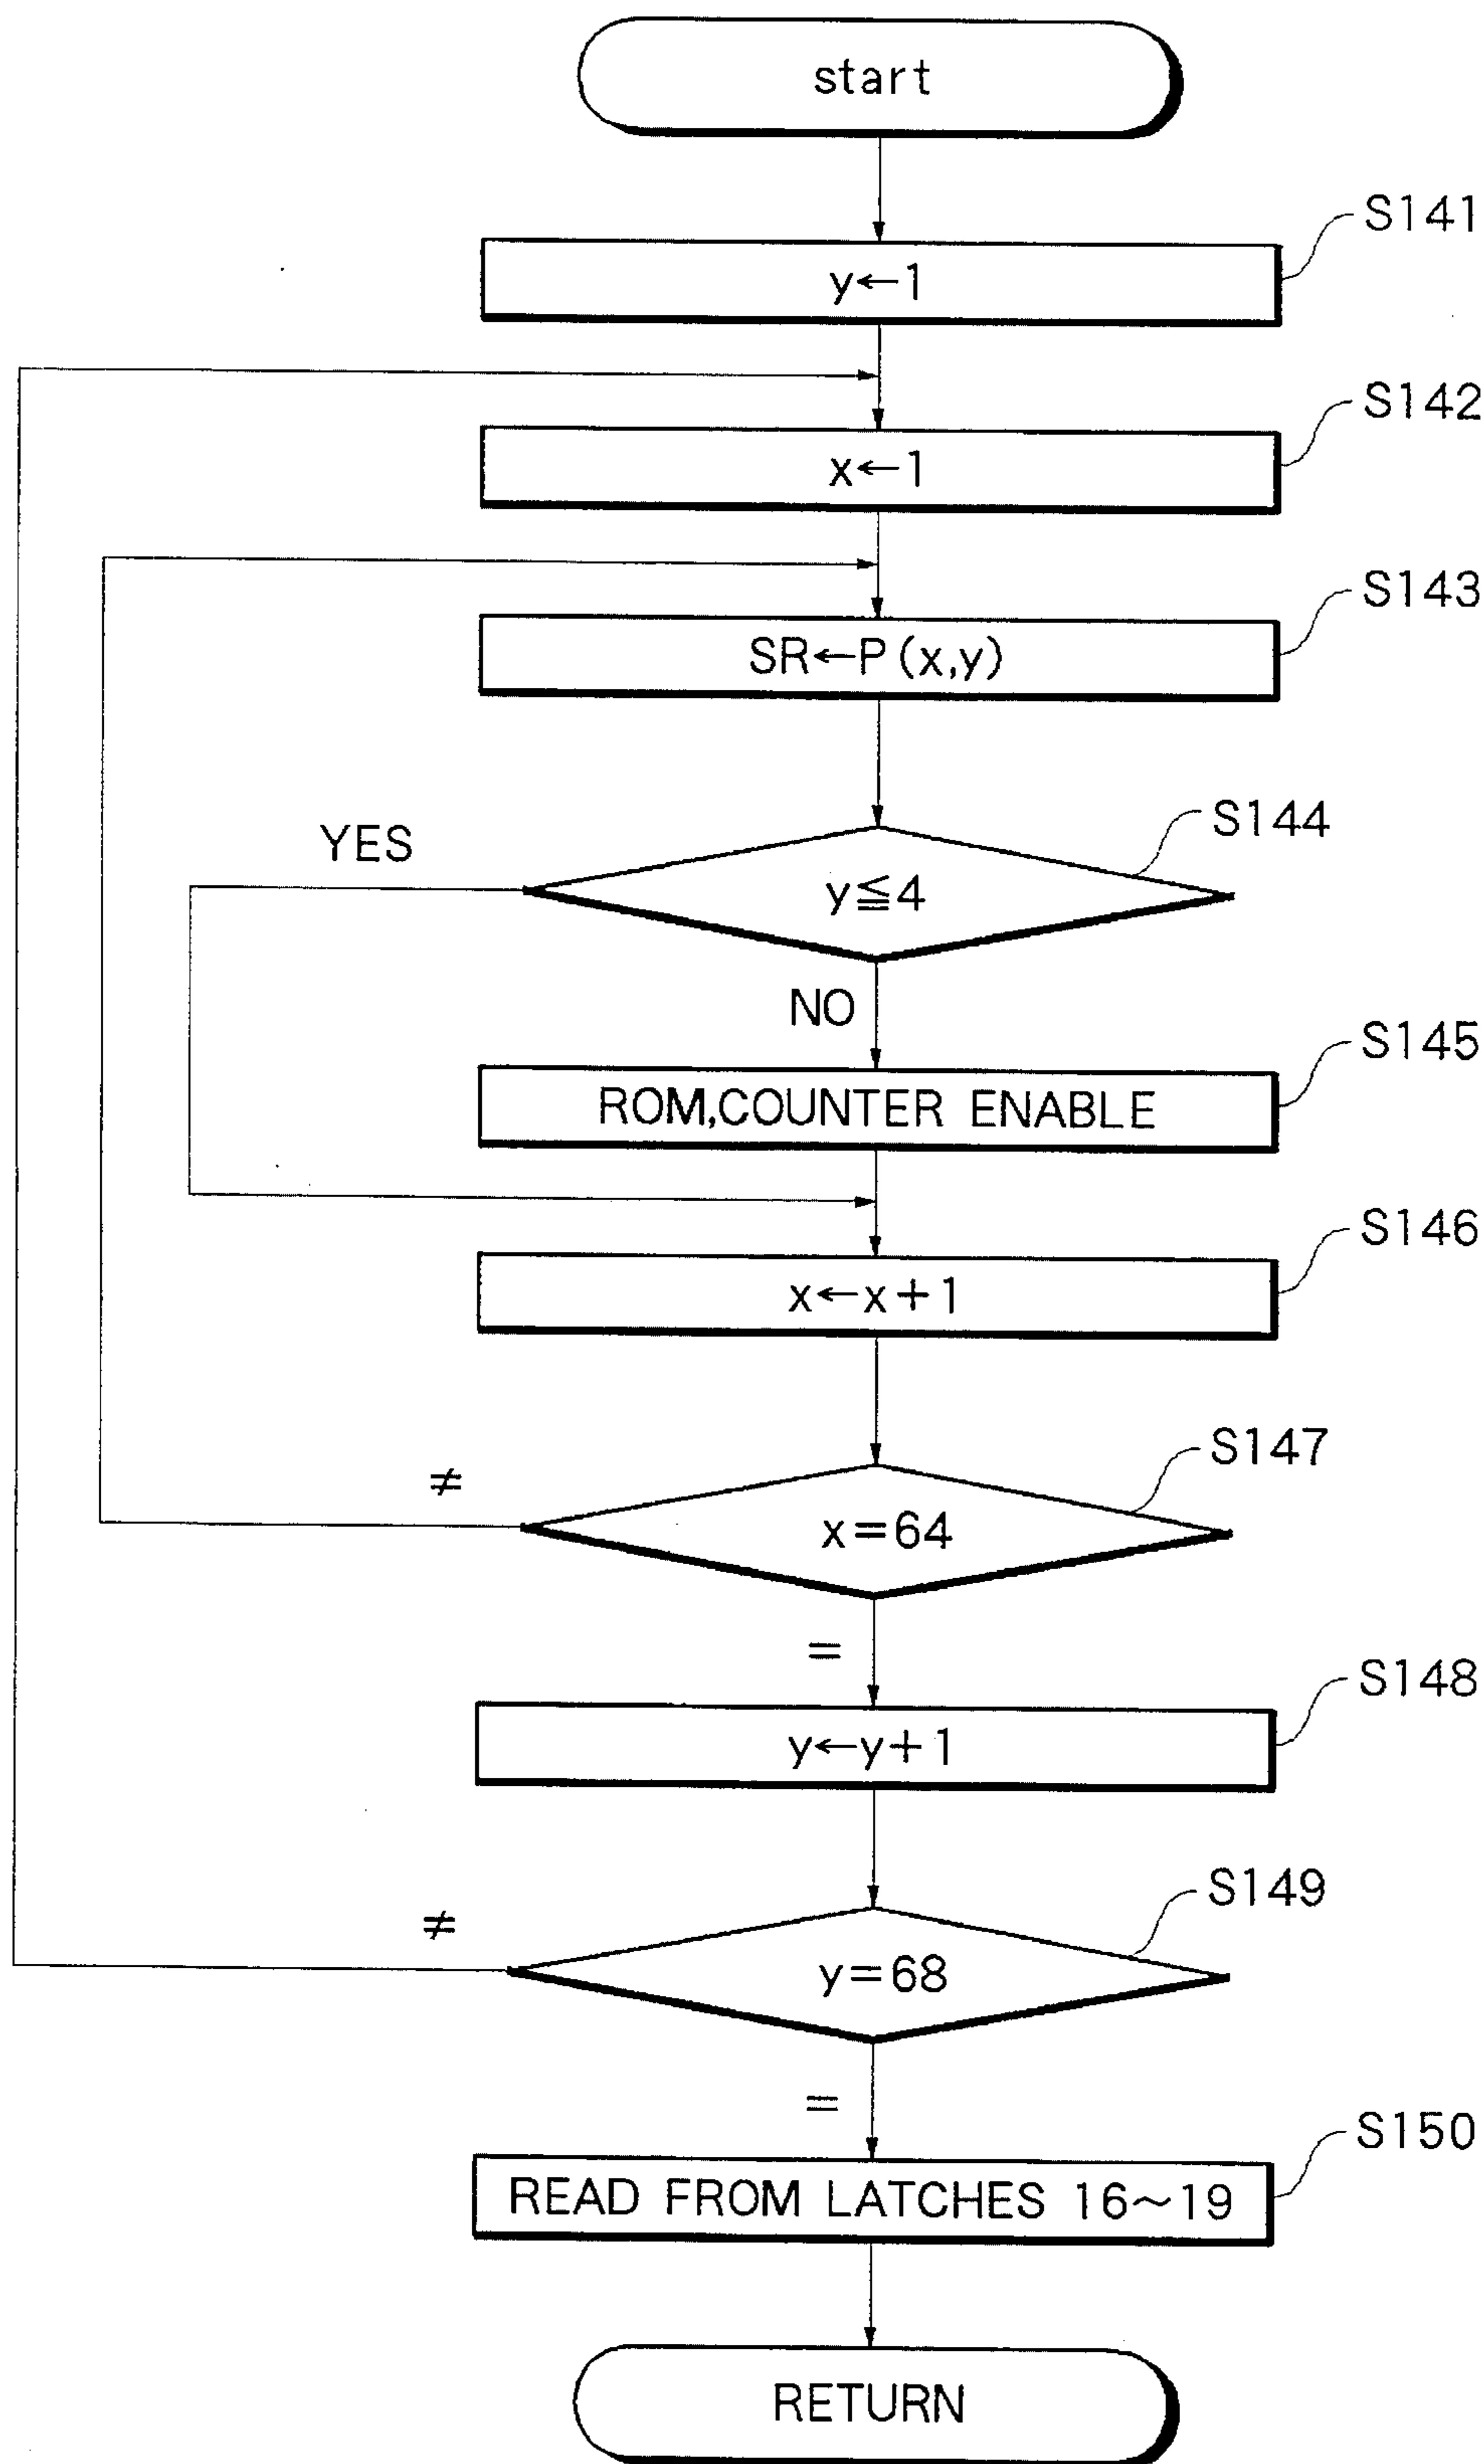 start
S141
y←1
S142
x←1
S143
SR←P(x,y)
S144
YES
y≦4
NO
S145
ROM,COUNTER ENABLE
S146
x←x+1
S147
≠
x=64
=
S148
y←y+1
S149
≠
y=68
=
S150
READ FROM LATCHES 16~19
RETURN